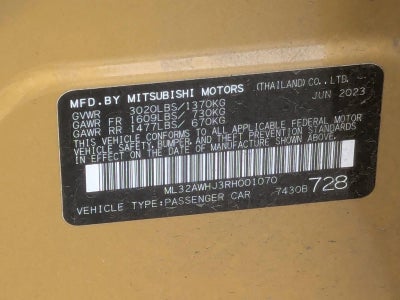 MFD.BY MITSUBISHI MOTORS (THAILAND)CO.,LTD.
GVWR 3020LBS/1370KG JUN 2023
GAWR FR 1609LBS/ 730KG
GAWR RR 1477LBS/ 670KG
THIS VEHICLE CONFORMS TO ALL APPLICABLE FEDERAL MOTOR
VEHICLE SAFETY, BUMPER, AND THEFT PREVENTION STANDARDS
IN EFFECT ON THE DATE OF MANUFACTURE SHOWN ABOVE.
ML32AWHJ3RH001070
VEHICLE TYPE:PASSENGER CAR 7430B 728